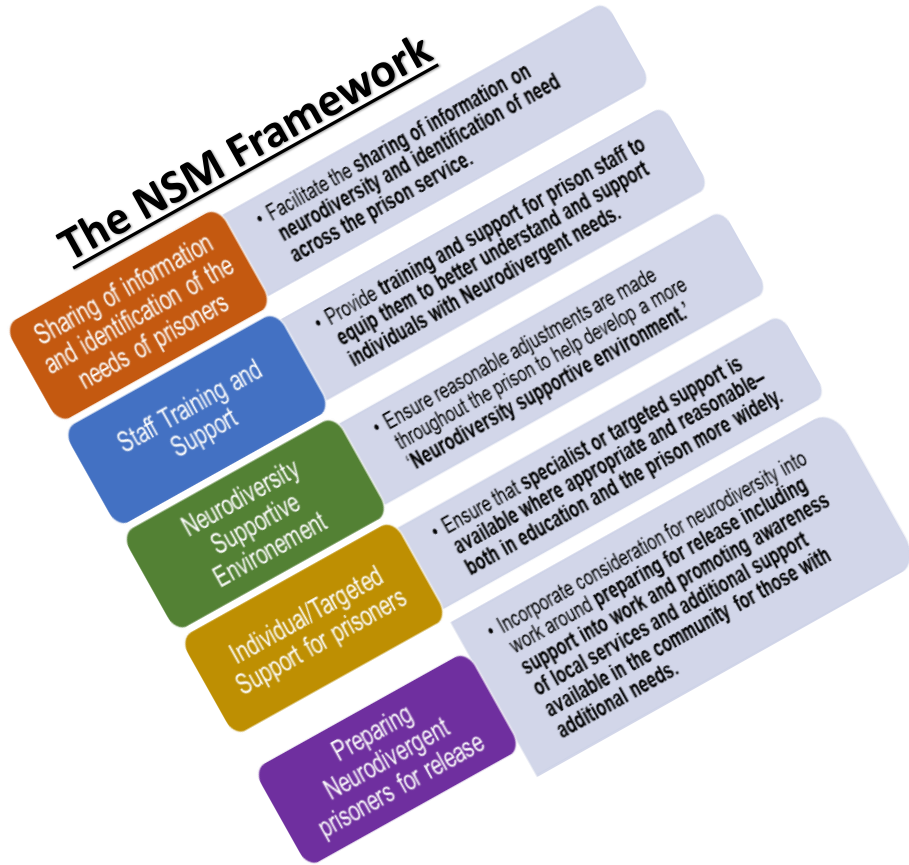 The NSM Framework
Sharing of information
and identification of the
needs of prisoners
• Facilitate the sharing of information on
neurodiversity and identification of need
across the prison service.
Staff Training and
Support
• Provide training and support for prison staff to
equip them to better understand and support
individuals with Neurodivergent needs.
Neurodiversity
Supportive
Environement
• Ensure reasonable adjustments are made
throughout the prison to help develop a more
‘Neurodiversity supportive environment.’
Individual/Targeted
Support for prisoners
• Ensure that specialist or targeted support is
available where appropriate and reasonable–
both in education and the prison more widely.
Preparing
Neurodivergent
prisoners for release
• Incorporate consideration for neurodiversity into
work around preparing for release including
support into work and promoting awareness
of local services and additional support
available in the community for those with
additional needs.